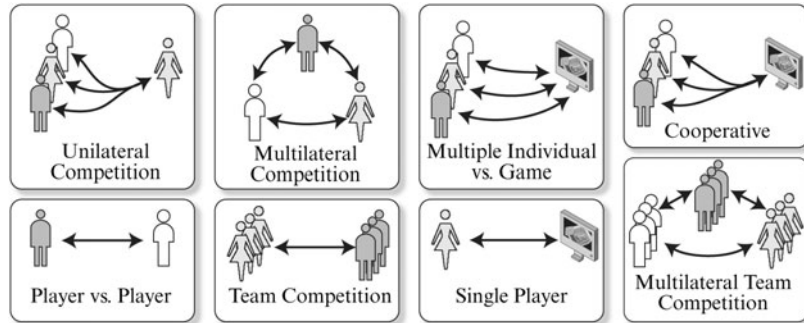 Unilateral
Competition
Multilateral
Competition
Multiple Individual
vs. Game
Cooperative
Player vs. Player
Team Competition
Single Player
Multilateral Team
Competition